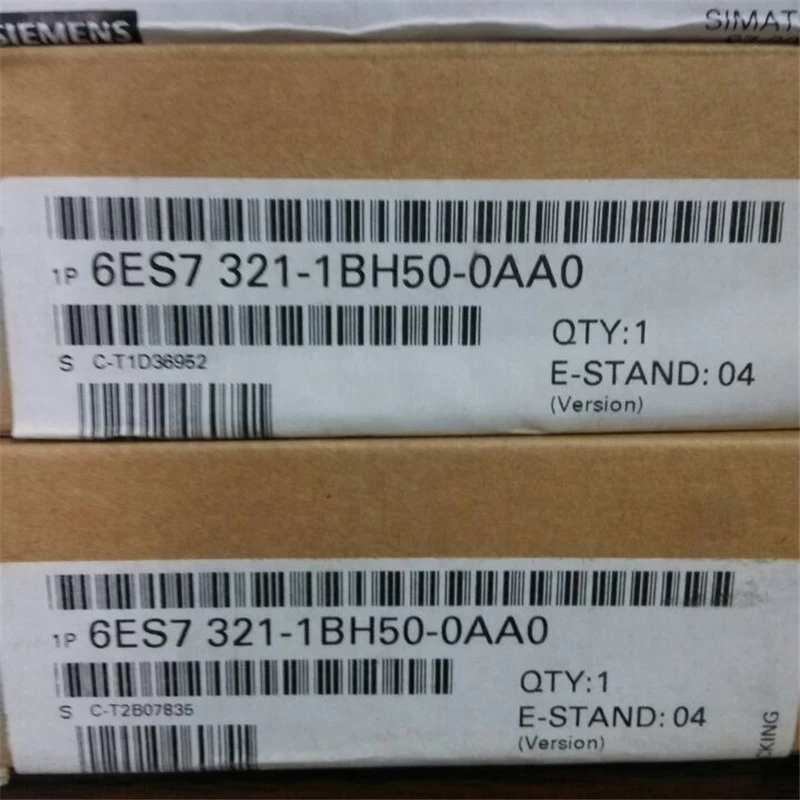 SIEMENS
SIMAT
1P 6ES7 321-1BH50-0AA0
QTY:1
S C-T1D36952
E-STAND: 04
(Version)
1P 6ES7 321-1BH50-0AA0
QTY:1
S C-T2B07835
E-STAND: 04
(Version)
CKING